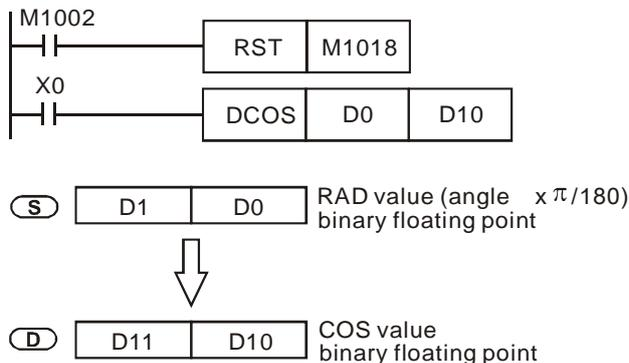 M1002
RST M1018
X0
DCOS D0 D10
S D1 D0 RAD value (angle x π/180)
binary floating point
D D11 D10 COS value
binary floating point